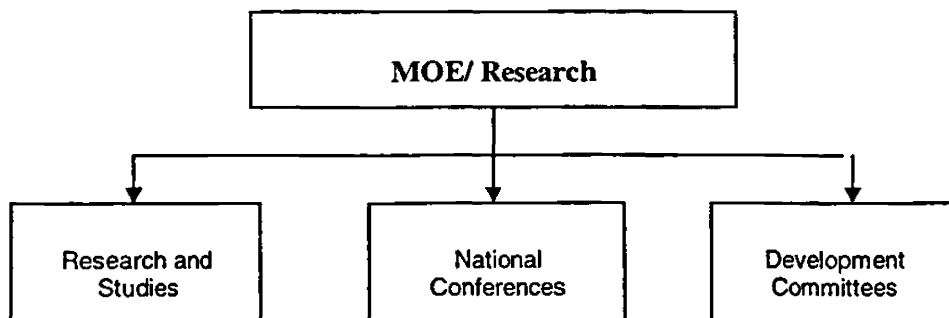 MOE/ Research
Research and
Studies
National
Conferences
Development
Committees